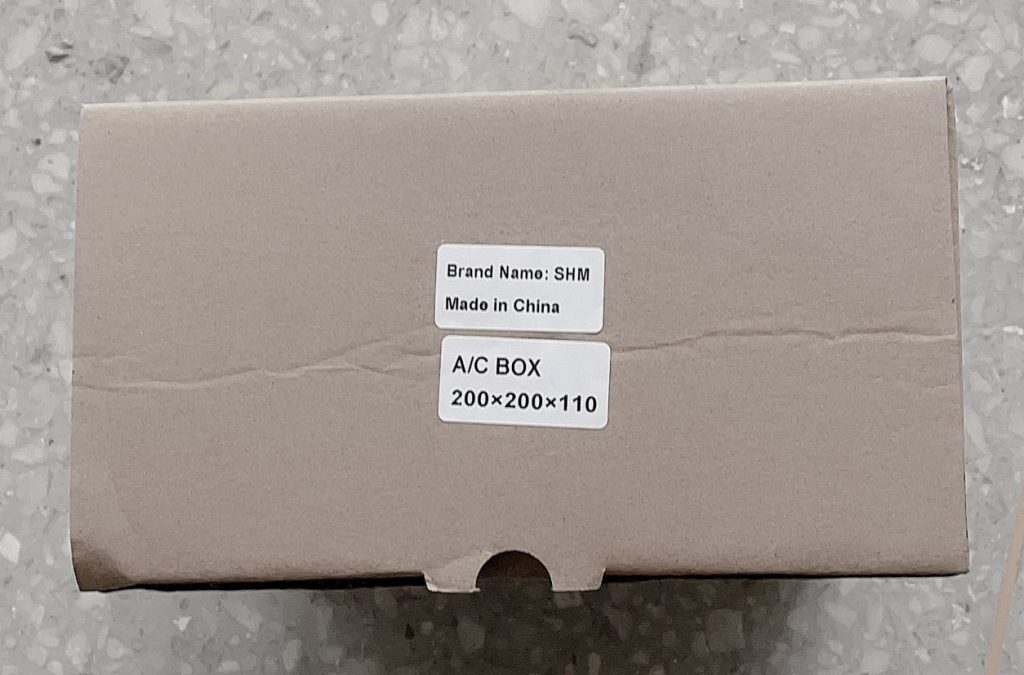 Brand Name: SHM
Made in China
A/C BOX
200×200×110